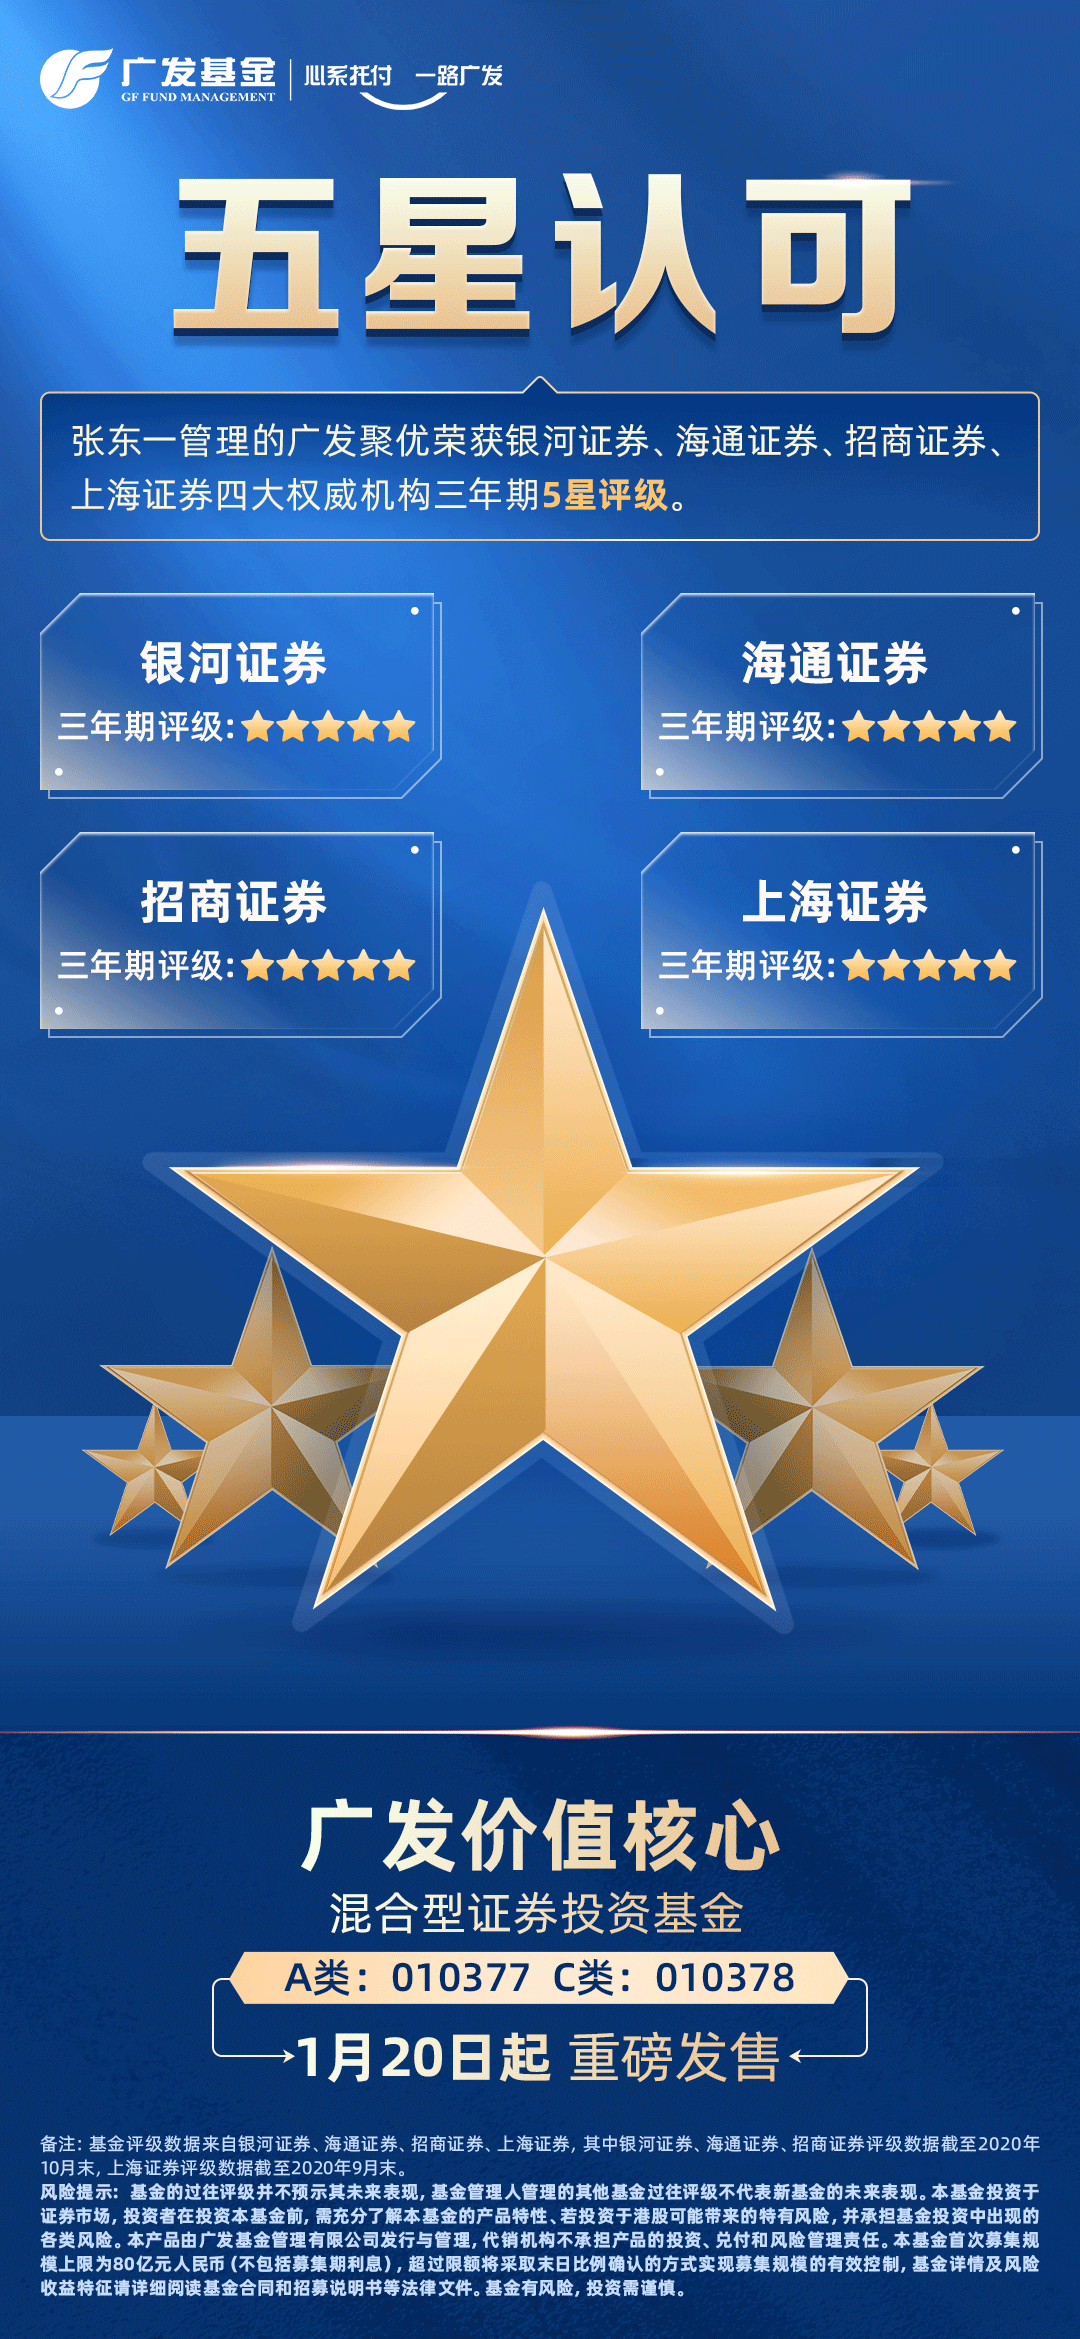 广发基金
GF FUND MANAGEMENT
心系托付 一路广发
五星认可
张东一管理的广发聚优荣获银河证券、海通证券、招商证券、
上海证券四大权威机构三年期5星评级。
银河证券
三年期评级:
海通证券
三年期评级:
招商证券
三年期评级:
上海证券
三年期评级:
广发价值核心
混合型证券投资基金
A类：010377 C类：010378
1月20日起 重磅发售
备注：基金评级数据来自银河证券、海通证券、招商证券、上海证券，其中银河证券、海通证券、招商证券评级数据截至2020年
10月末，上海证券评级数据截至2020年9月末。
风险提示：基金的过往评级并不预示其未来表现，基金管理人管理的其他基金过往评级不代表新基金的未来表现。本基金投资于
证券市场，投资者在投资本基金前，需充分了解本基金的产品特性、若投资于港股可能带来的特有风险，并承担基金投资中出现的
各类风险。本产品由广发基金管理有限公司发行与管理，代销机构不承担产品的投资、兑付和风险管理责任。本基金首次募集规
模上限为80亿元人民币（不包括募集期利息），超过限额将采取末日比例确认的方式实现募集规模的有效控制，基金详情及风险
收益特征请详细阅读基金合同和招募说明书等法律文件。基金有风险，投资需谨慎。